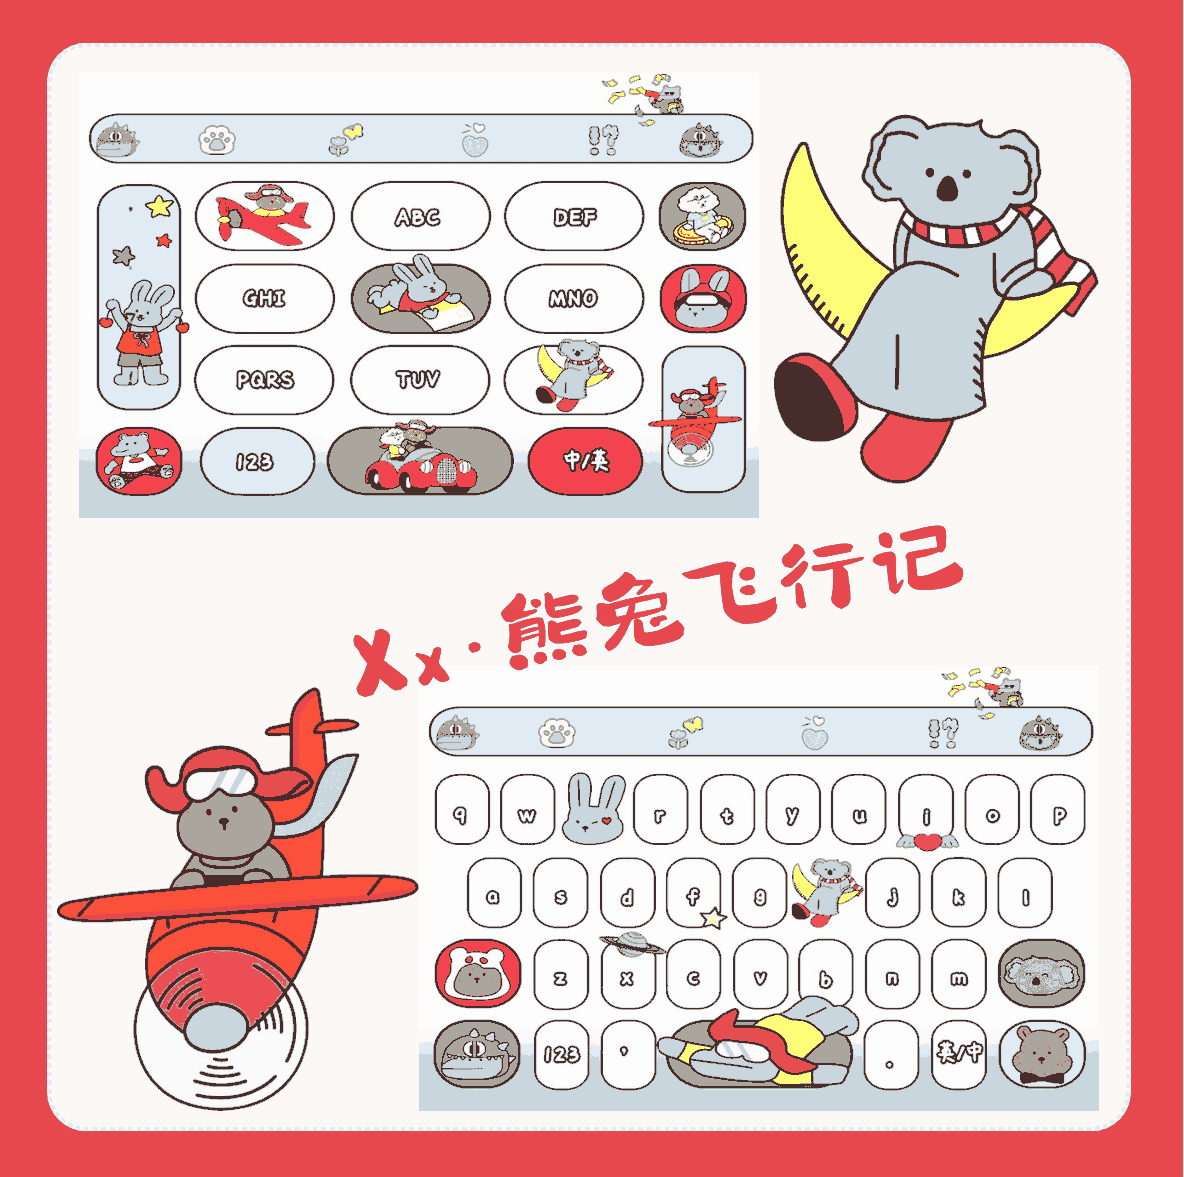 !?
ABC DEF
GHI MNO
PQRS TUV
123 中/英
Xx·熊兔飞行记
!?
q w r t y u i o p
a s d f g j k l
z x c v b n m
123 ' 。 英/中